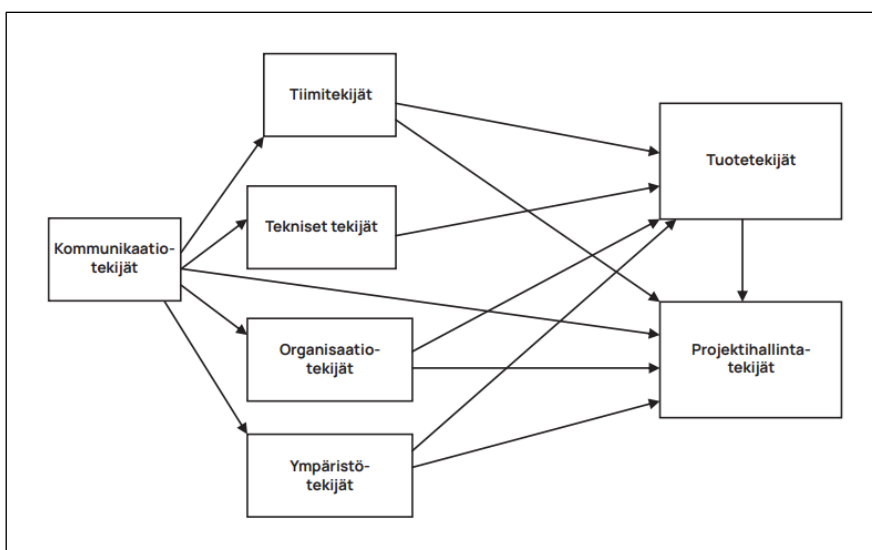 Tiimitekijät
Tuotetekijät
Tekniset tekijät
Kommunikaatio-
tekijät
Organisaatio-
tekijät
Projektihallinta-
tekijät
Ympäristö-
tekijät